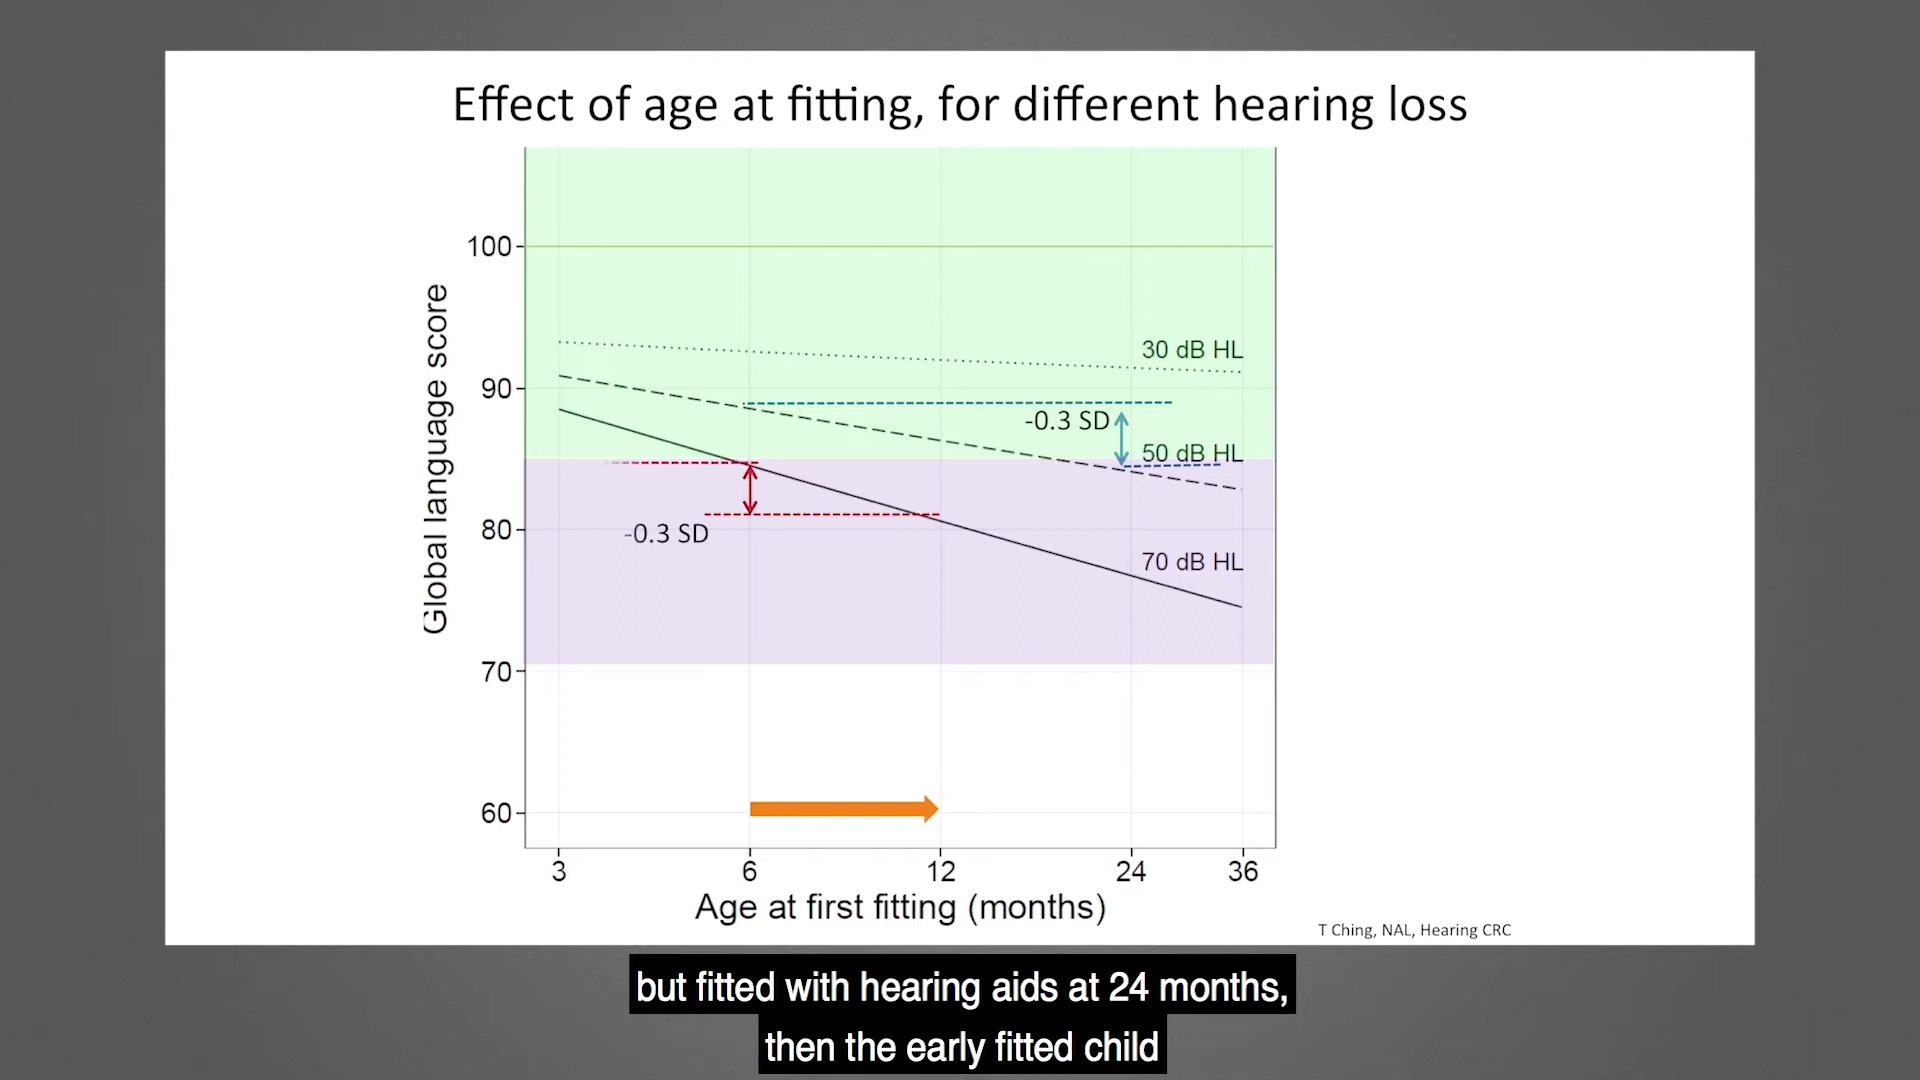 Effect of age at fitting, for different hearing loss
Global language score
100
90
80
70
60
30 dB HL
-0.3 SD
50 dB HL
-0.3 SD
70 dB HL
3 6 12 24 36
Age at first fitting (months)
T Ching, NAL, Hearing CRC
but fitted with hearing aids at 24 months,
then the early fitted child